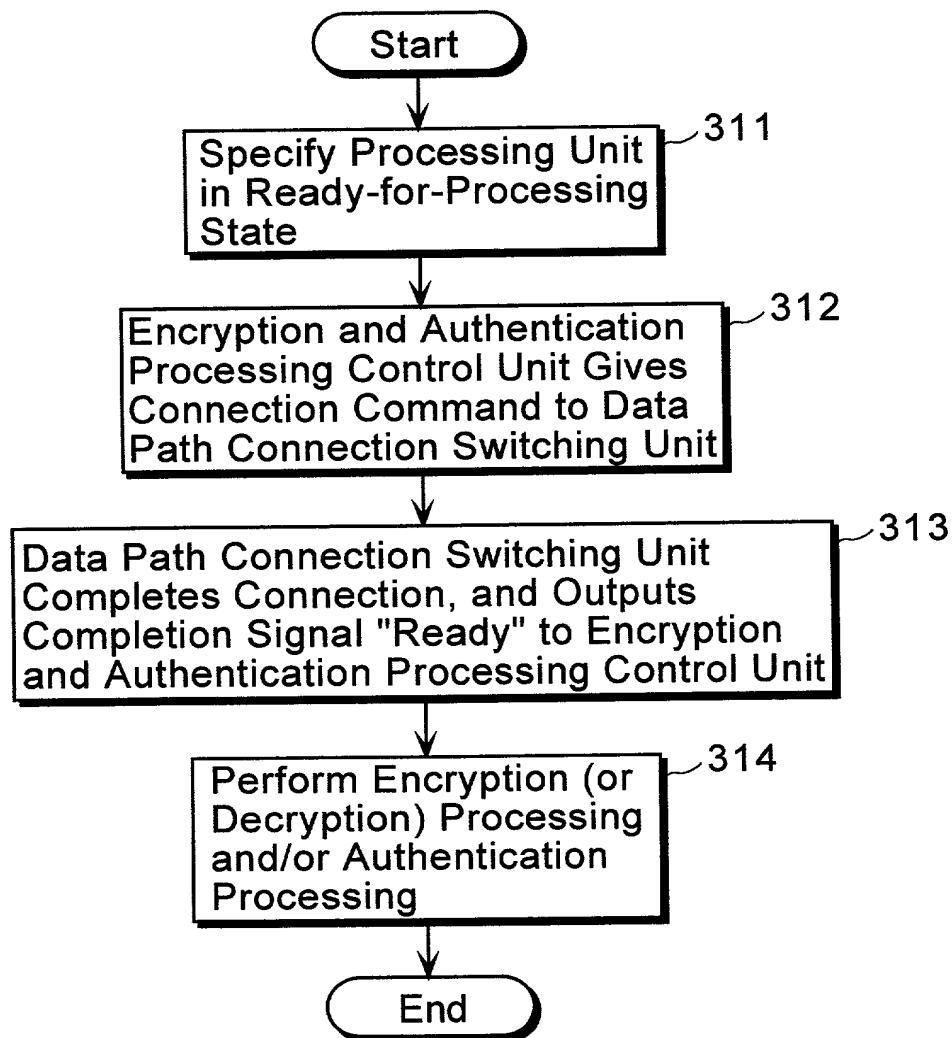 Start
311
Specify Processing Unit
in Ready-for-Processing
State
312
Encryption and Authentication
Processing Control Unit Gives
Connection Command to Data
Path Connection Switching Unit
313
Data Path Connection Switching Unit
Completes Connection, and Outputs
Completion Signal "Ready" to Encryption
and Authentication Processing Control Unit
314
Perform Encryption (or
Decryption) Processing
and/or Authentication
Processing
End